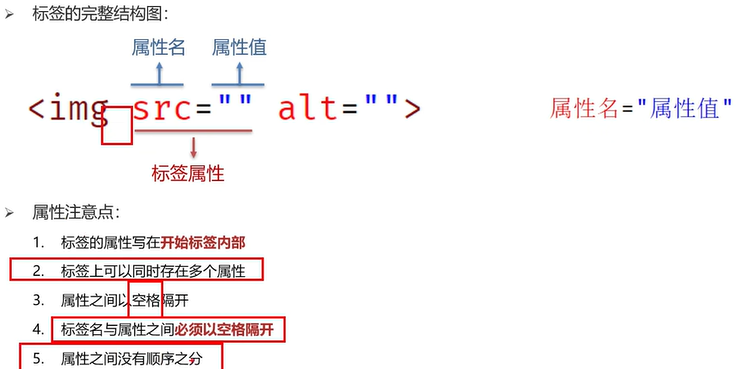 ➢ 标签的完整结构图：
属性名 属性值
<img src="" alt=""> 属性名="属性值"
标签属性
➢ 属性注意点：
1. 标签的属性写在开始标签内部
2. 标签上可以同时存在多个属性
3. 属性之间以空格隔开
4. 标签名与属性之间必须以空格隔开
5. 属性之间没有顺序之分